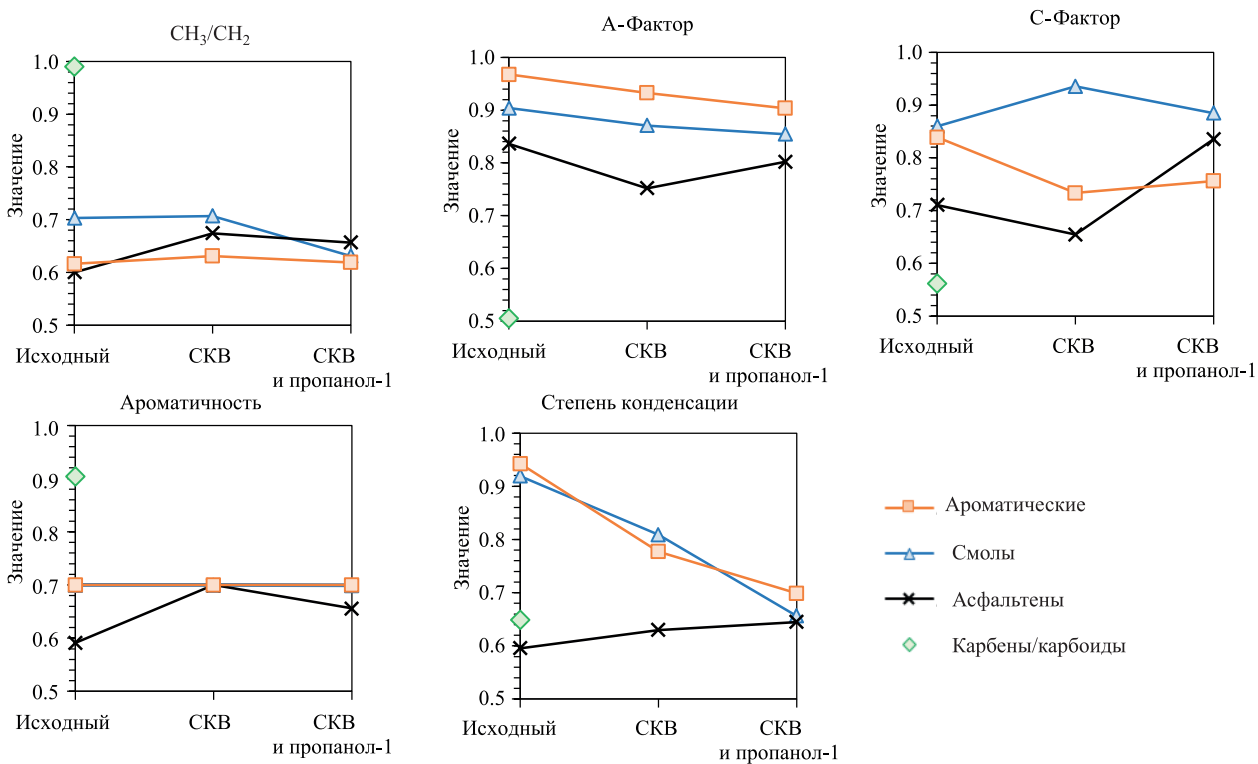 CH₃/CH₂
Значение
1.0
0.9
0.8
0.7
0.6
0.5
Исходный
СКВ
СКВ
и пропанол-1
А-Фактор
Значение
1.0
0.9
0.8
0.7
0.6
0.5
Исходный
СКВ
СКВ
и пропанол-1
С-Фактор
Значение
1.0
0.9
0.8
0.7
0.6
0.5
Исходный
СКВ
СКВ
и пропанол-1
Ароматичность
Значение
1.0
0.9
0.8
0.7
0.6
0.5
Исходный
СКВ
СКВ
и пропанол-1
Степень конденсации
Значение
1.0
0.9
0.8
0.7
0.6
0.5
Исходный
СКВ
СКВ
и пропанол-1
Ароматические
Смолы
Асфальтены
Карбены/карбоиды